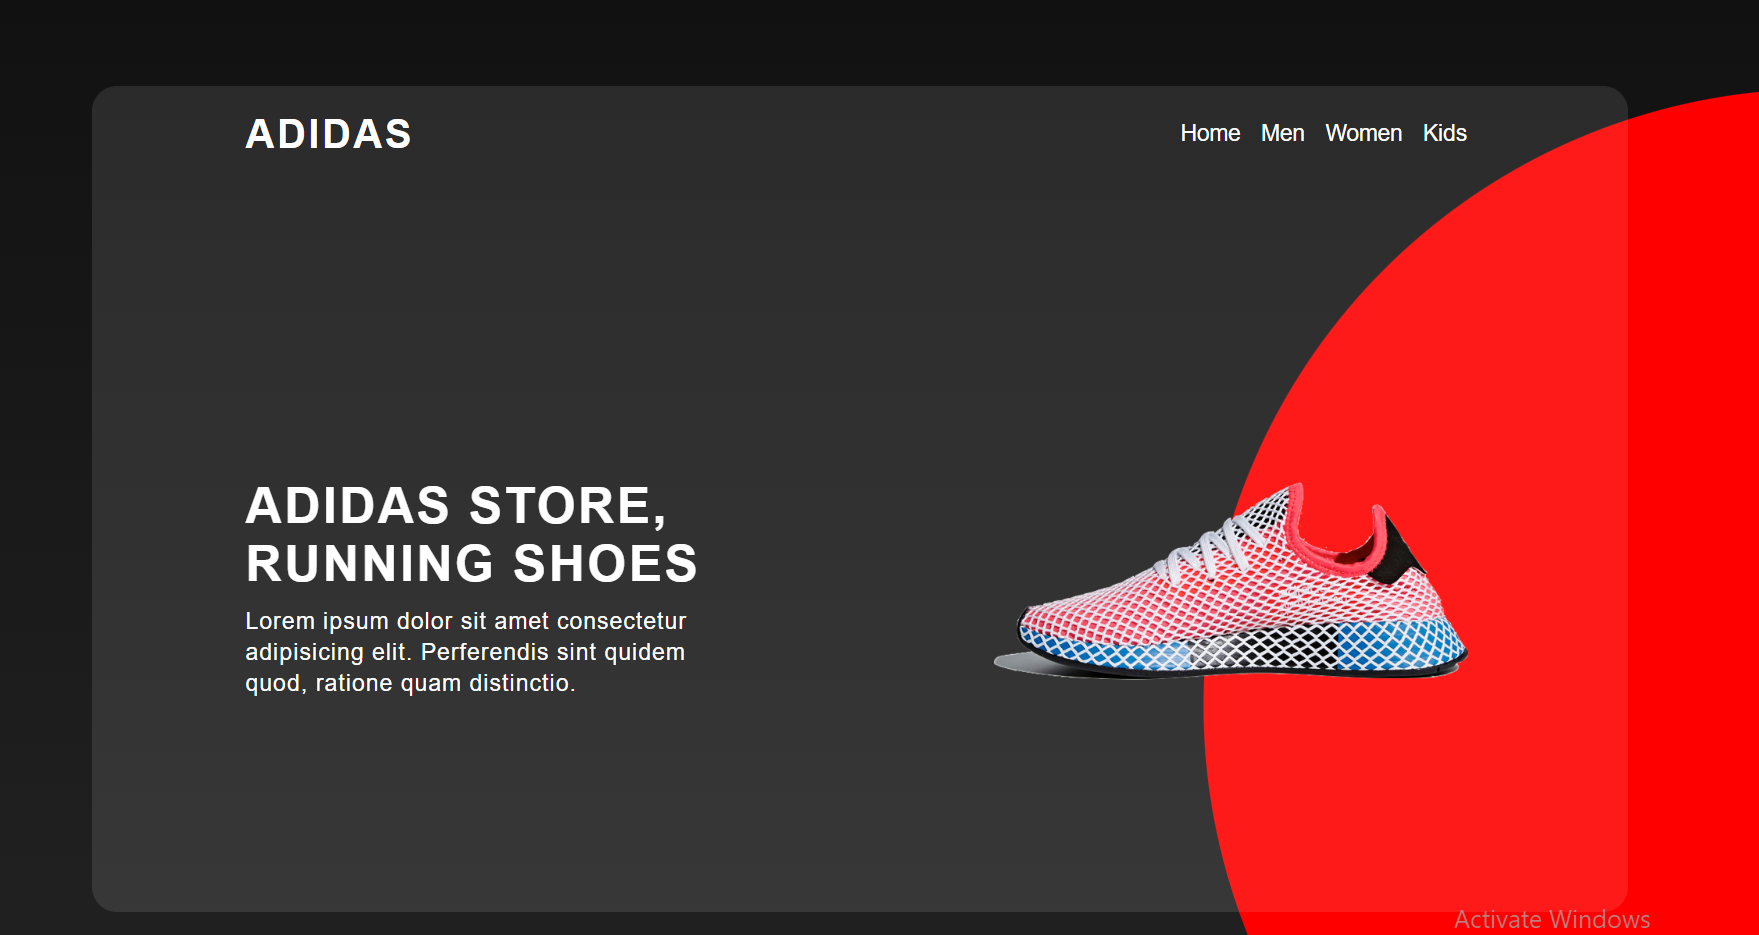 ADIDAS
Home Men Women Kids
ADIDAS STORE,
RUNNING SHOES
Lorem ipsum dolor sit amet consectetur
adipisicing elit. Perferendis sint quidem
quod, ratione quam distinctio.
Activate Windows